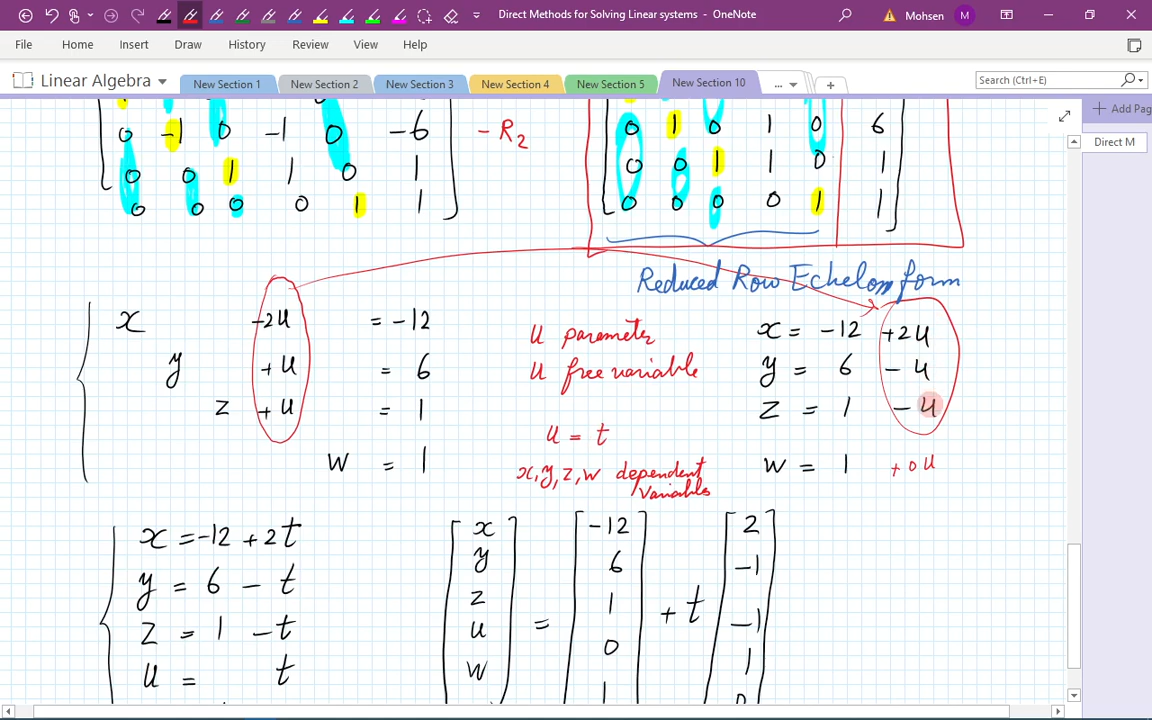 Direct Methods for Solving Linear systems - OneNote
Mohsen M
File Home Insert Draw History Review View Help
Linear Algebra New Section 1 New Section 2 New Section 3 New Section 4 New Section 5 New Section 10 ... Search (Ctrl+E)
Add Pag
Direct M
0 -1 0 -1 0 -6 - R2
0 0 1 1 0 1
0 0 0 0 1 1
0 1 0 1 0 6
0 0 1 1 0 1
0 0 0 0 1 1
Reduced Row Echelon form
x -2u = -12
y + u = 6
z + u = 1
w = 1
u parameter
u free variable
u = t
x, y, z, w dependent
variables
x = -12 +2u
y = 6 - u
z = 1 - u
w = 1 + 0u
x = -12 + 2t
y = 6 - t
z = 1 - t
u = t
x
y
z
u
w
=
-12
6
1
0
1
+ t
2
-1
-1
1
0